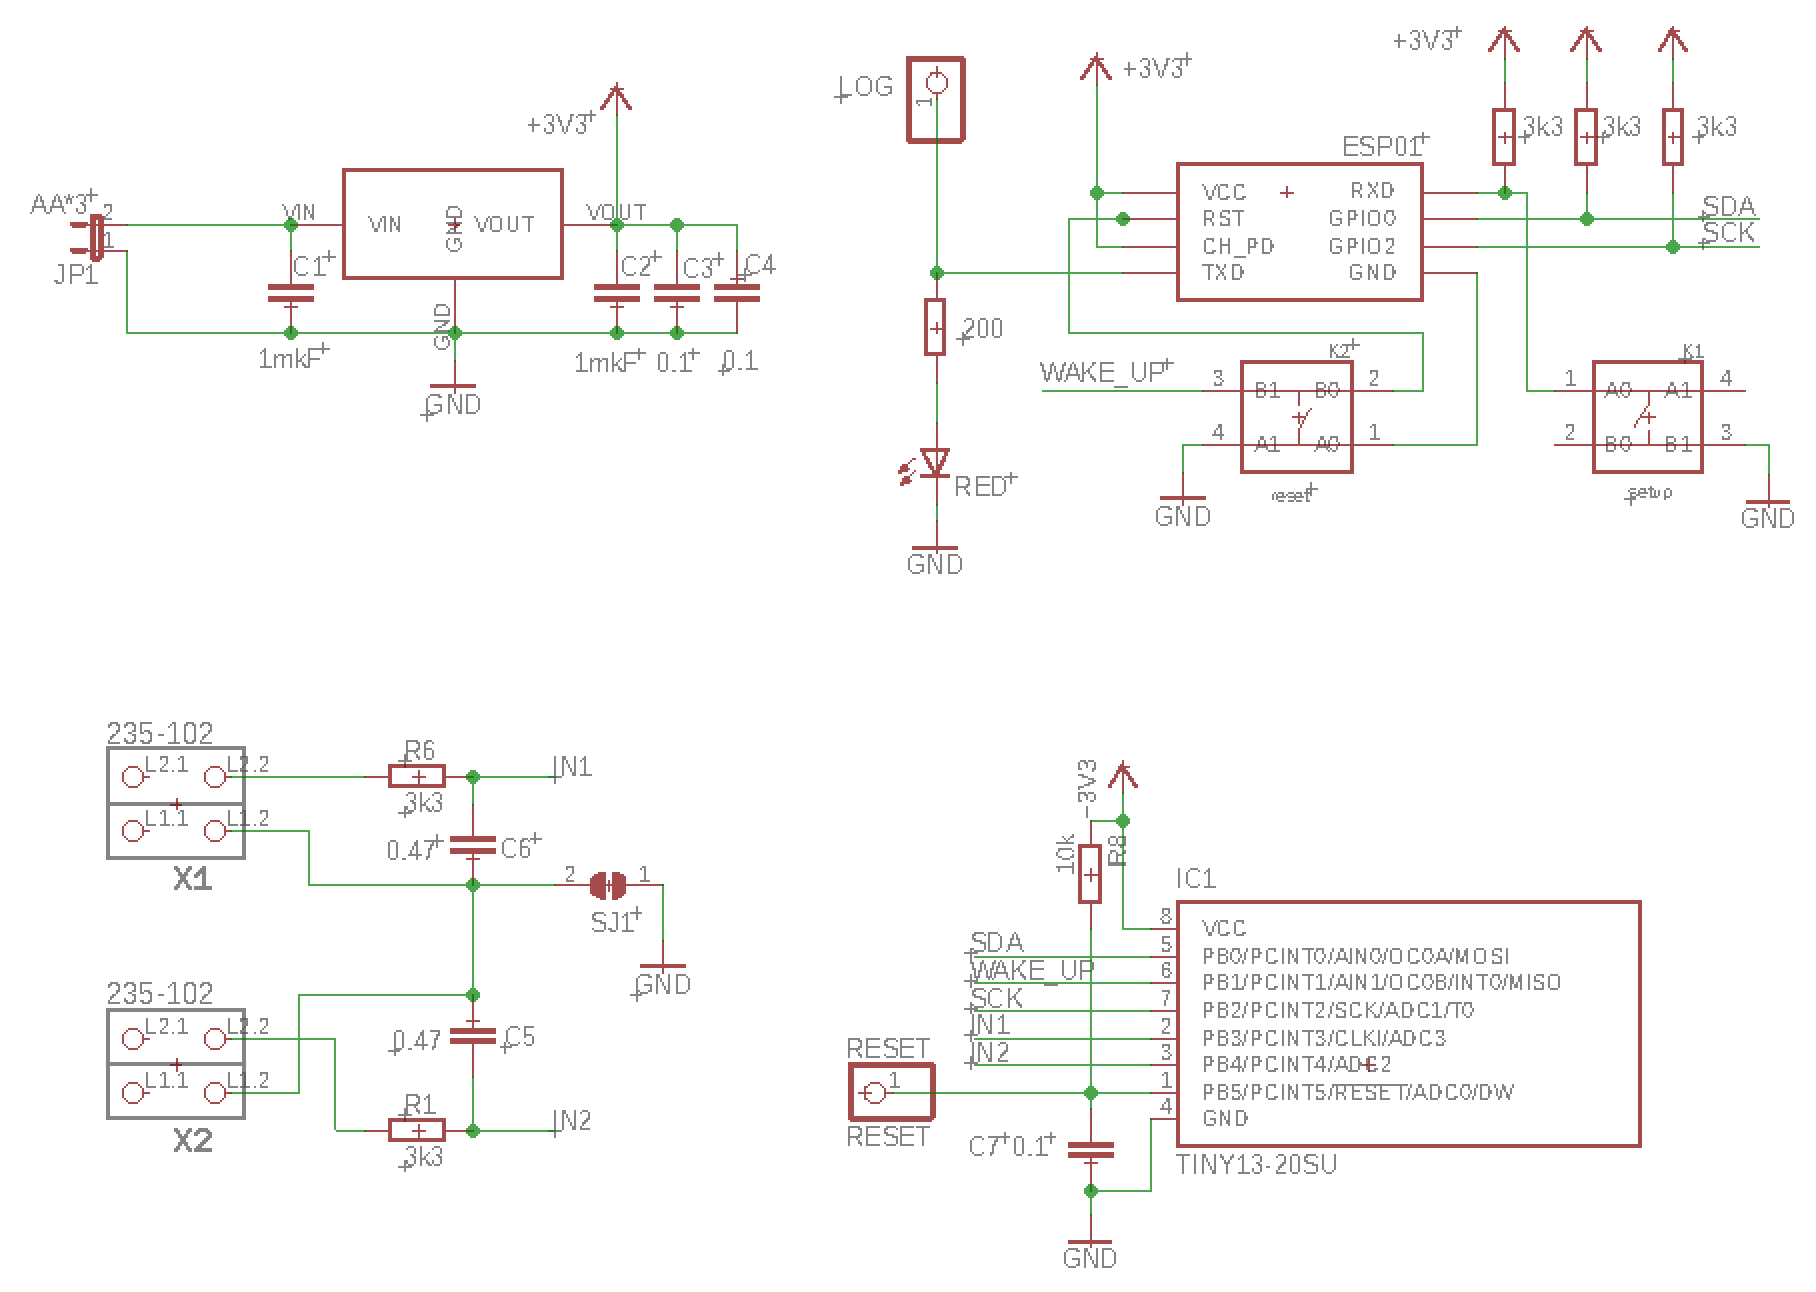 +3V3
AA*3
2
1
JP1
VIN
VIN
GND
VOUT
VOUT
C1
C2
C3
C4
GND
1mkF
1mkF
0.1
0.1
GND
LOG
1
+3V3
+3V3
3k3
3k3
3k3
ESP01
VCC
RST
CH_PD
TXD
RXD
GPIO0
GPIO2
GND
SDA
SCK
200
RED
GND
WAKE_UP
K2
3
B1
B0
2
4
A1
A0
1
reset
GND
K1
1
A0
A1
4
2
B0
B1
3
setup
GND
235-102
L2.1
L2.2
L1.1
L1.2
X1
R6
3k3
IN1
0.47
C6
2
1
SJ1
GND
235-102
L2.1
L2.2
L1.1
L1.2
X2
0.47
C5
R1
3k3
IN2
3V3
10k
R8
IC1
8
VCC
SDA
5
PB0/PCINT0/AIN0/OC0A/MOSI
WAKE_UP
6
PB1/PCINT1/AIN1/OC0B/INT0/MISO
SCK
7
PB2/PCINT2/SCK/ADC1/T0
IN1
2
PB3/PCINT3/CLKI/ADC3
IN2
3
PB4/PCINT4/ADC2
RESET
1
1
PB5/PCINT5/RESET/ADC0/DW
4
GND
RESET
C7
0.1
TINY13-20SU
GND